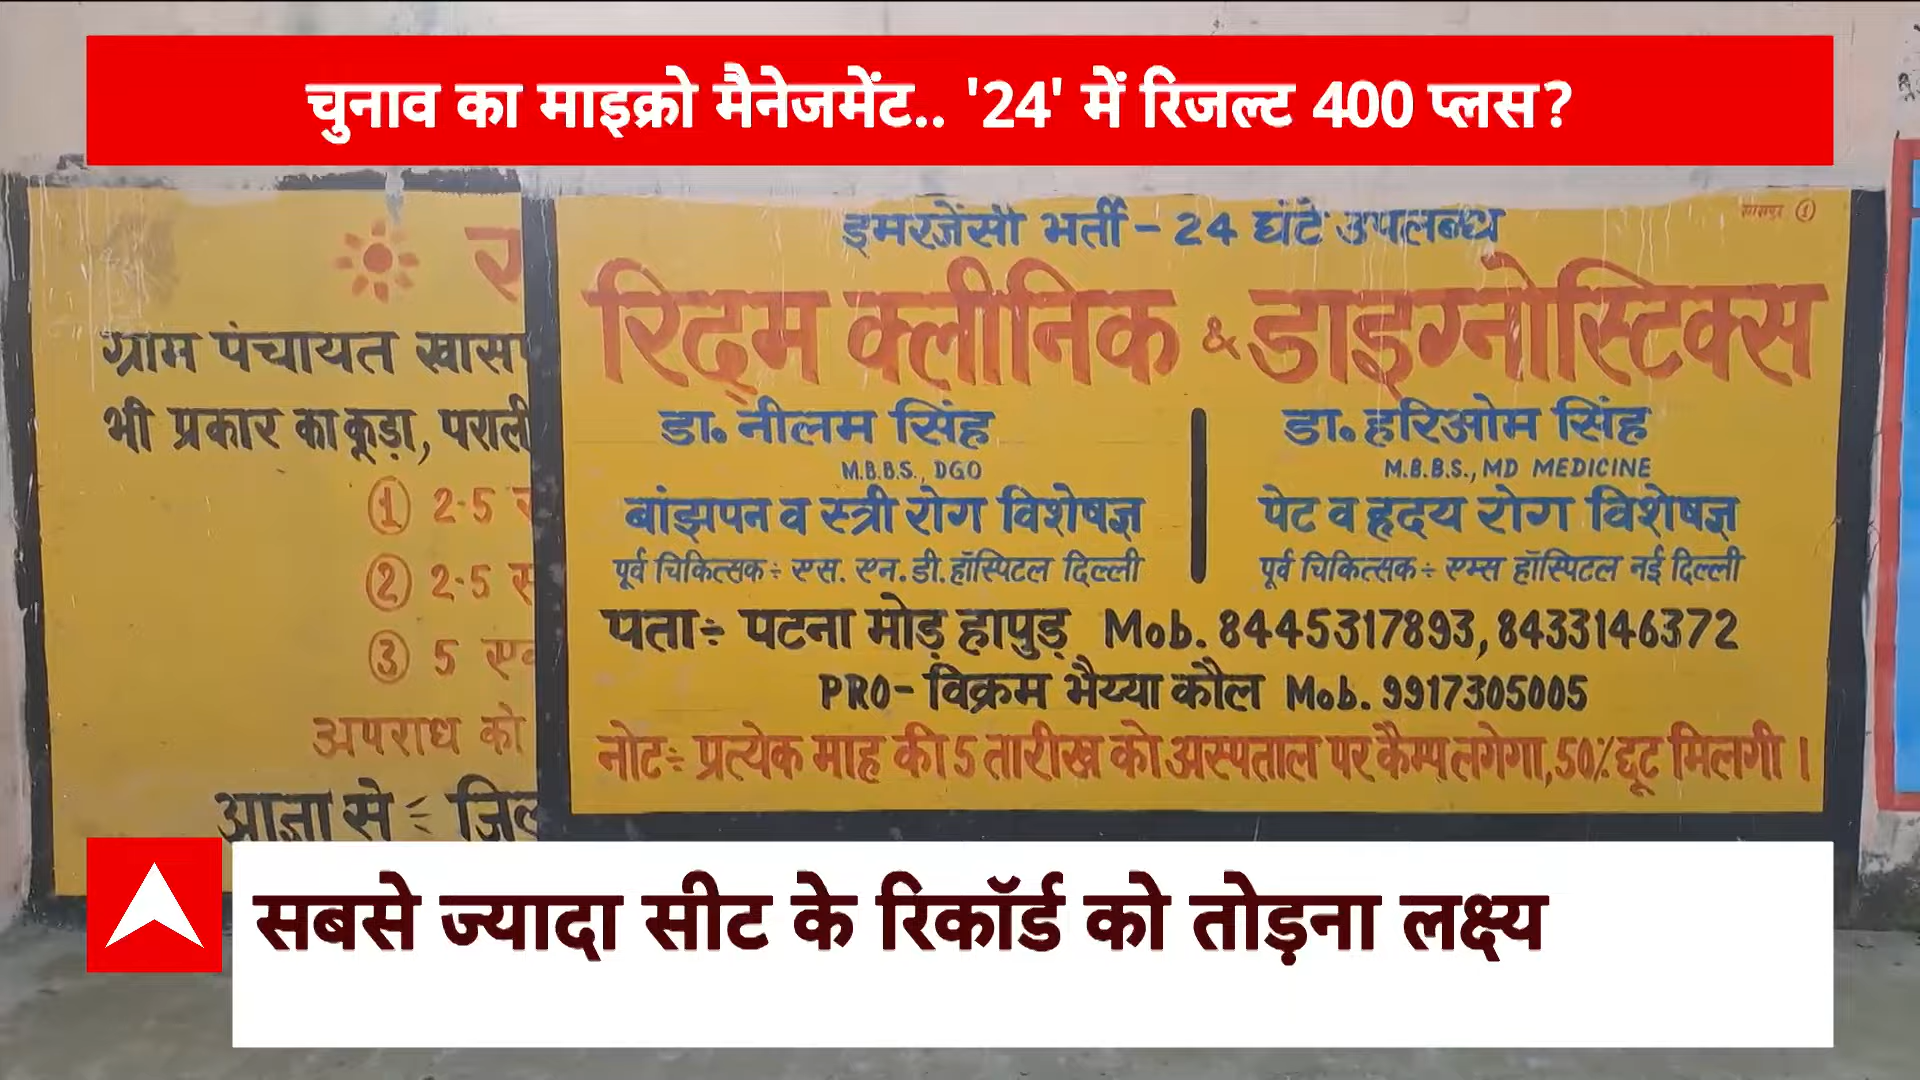 चुनाव का माइक्रो मैनेजमेंट.. '24' में रिजल्ट 400 प्लस?
ग्राम पंचायत
भी प्रकार का कूड़ा, पराली
① 2-5
② 2-5
③ 5
अपराध को
आज्ञा से
इमरजेंसी भर्ती - 24 घंटे उपलब्ध
रिद्म क्लीनिक & डाइग्नोस्टिक्स
डा. नीलम सिंह
M.B.B.S., DGO
बांझपन व स्त्री रोग विशेषज्ञ
पूर्व चिकित्सक÷ एस. एन. डी. हॉस्पिटल दिल्ली
डा. हरिओम सिंह
M.B.B.S., MD MEDICINE
पेट व हृदय रोग विशेषज्ञ
पूर्व चिकित्सक÷ एम्स हॉस्पिटल नई दिल्ली
पता÷ पटना मोड़ हापुड़ Mob. 8445317893, 8433146372
PRO- विक्रम भैय्या कौल Mob. 9917305005
नोट÷ प्रत्येक माह की 5 तारीख को अस्पताल पर कैम्प लगेगा, 50% छूट मिलगी।
सबसे ज्यादा सीट के रिकॉर्ड को तोड़ना लक्ष्य